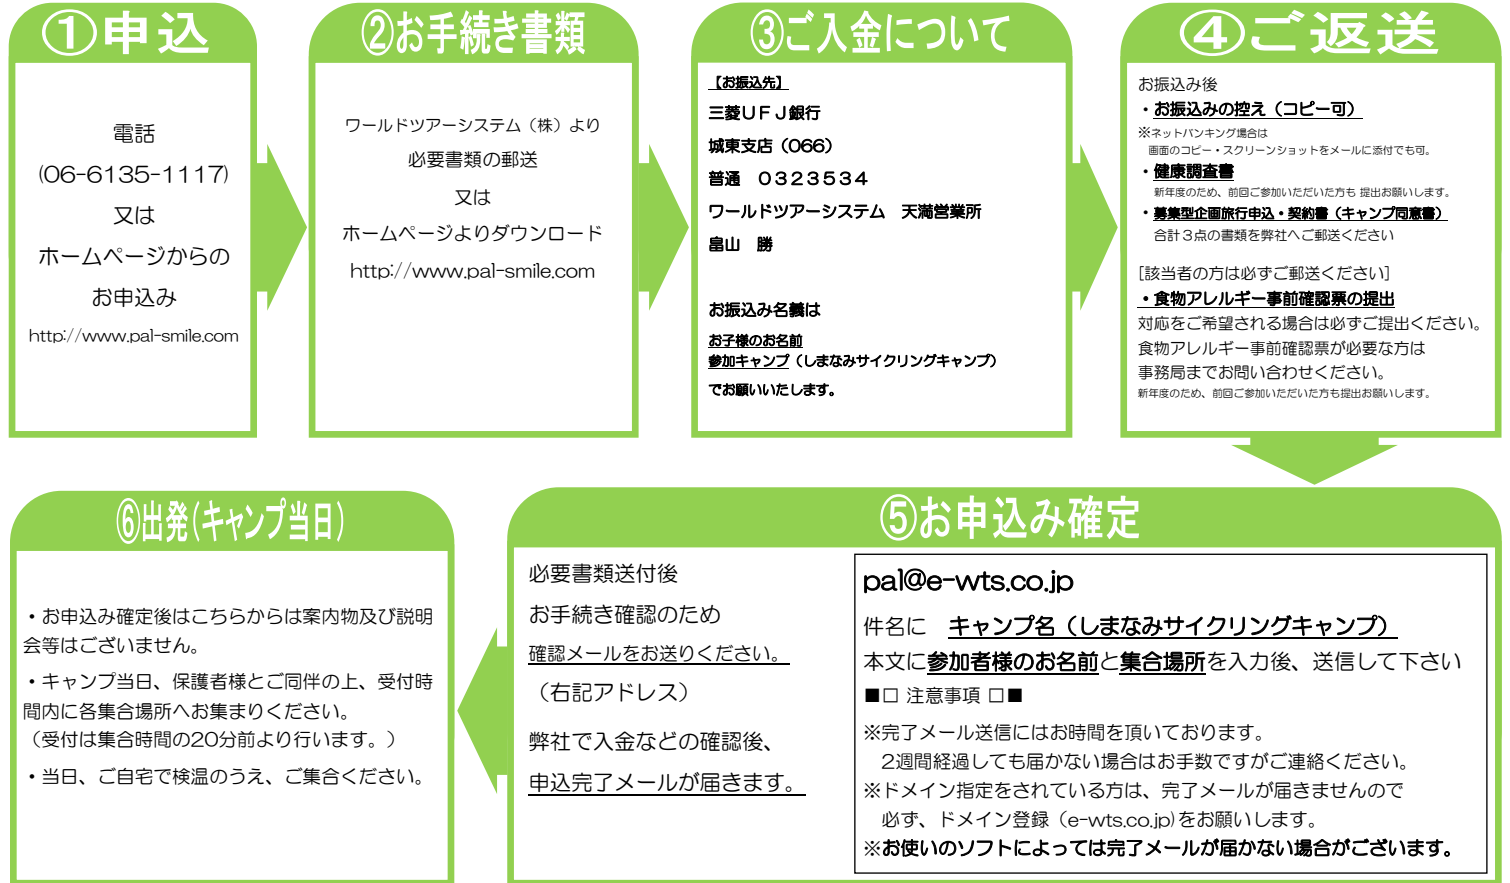 ①申込
電話
(06-6135-1117)
又は
ホームページからの
お申込み
http://www.pal-smile.com
②お手続き書類
ワールドツアーシステム（株）より
必要書類の郵送
又は
ホームページよりダウンロード
http://www.pal-smile.com
③ご入金について
【お振込先】
三菱ＵＦＪ銀行
城東支店（066）
普通　０３２３５３４
ワールドツアーシステム　天満営業所
畠山　勝
お振込み名義は
お子様のお名前
参加キャンプ（しまなみサイクリングキャンプ）
でお願いいたします。
④ご返送
お振込み後
・お振込みの控え（コピー可）
※ネットバンキング場合は
画面のコピー・スクリーンショットをメールに添付でも可。
・健康調査書
新年度のため、前回ご参加いただいた方も 提出お願いします。
・募集型企画旅行申込・契約書（キャンプ同意書）
合計３点の書類を弊社へご郵送ください
[該当者の方は必ずご郵送ください]
・食物アレルギー事前確認票の提出
対応をご希望される場合は必ずご提出ください。
食物アレルギー事前確認票が必要な方は
事務局までお問い合わせください。
新年度のため、前回ご参加いただいた方も提出お願いします。
⑤お申込み確定
必要書類送付後
お手続き確認のため
確認メールをお送りください。
（右記アドレス）
弊社で入金などの確認後、
申込完了メールが届きます。
pal@e-wts.co.jp
件名に　キャンプ名（しまなみサイクリングキャンプ）
本文に参加者様のお名前と集合場所を入力後、送信して下さい
■□ 注意事項 □■
※完了メール送信にはお時間を頂いております。
2週間経過しても届かない場合はお手数ですがご連絡ください。
※ドメイン指定をされている方は、完了メールが届きませんので
必ず、ドメイン登録（e-wts.co.jp)をお願いします。
※お使いのソフトによっては完了メールが届かない場合がございます。
⑥出発(キャンプ当日)
・お申込み確定後はこちらからは案内物及び説明
会等はございません。
・キャンプ当日、保護者様とご同伴の上、受付時
間内に各集合場所へお集まりください。
（受付は集合時間の20分前より行います。）
・当日、ご自宅で検温のうえ、ご集合ください。